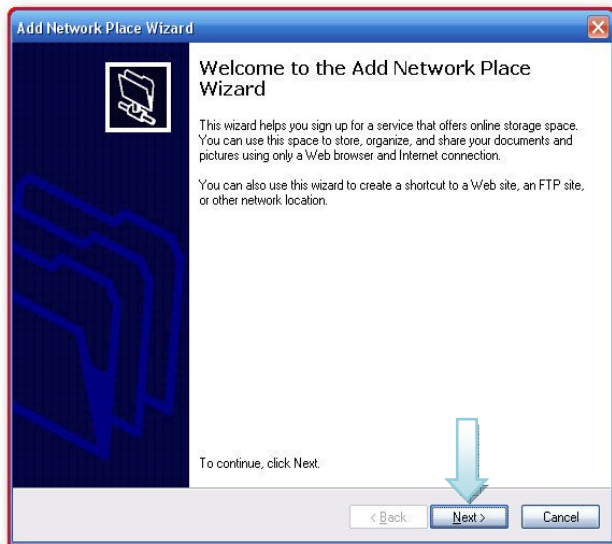 Add Network Place Wizard
Welcome to the Add Network Place
Wizard
This wizard helps you sign up for a service that offers online storage space.
You can use this space to store, organize, and share your documents and
pictures using only a Web browser and Internet connection.
You can also use this wizard to create a shortcut to a Web site, an FTP site,
or other network location.
To continue, click Next.
< Back Next > Cancel